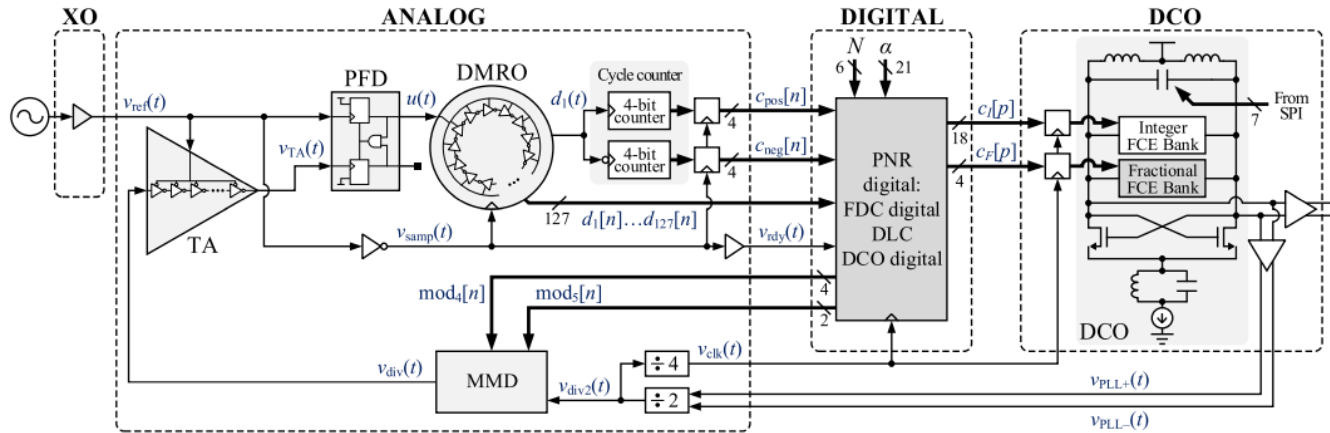 XO
ANALOG
DIGITAL
DCO
v_ref(t)
PFD
u(t)
DMRO
d_1(t)
Cycle counter
4-bit
counter
4-bit
counter
c_pos[n]
4
c_neg[n]
4
N
α
6
21
c_I[p]
18
c_F[p]
4
From
SPI
7
Integer
FCE Bank
Fractional
FCE Bank
v_TA(t)
TA
127
d_1[n]…d_127[n]
PNR
digital:
FDC digital
DLC
DCO digital
v_samp(t)
v_rdy(t)
mod_4[n]
mod_5[n]
4
2
DCO
v_div(t)
MMD
v_div2(t)
÷ 4
÷ 2
v_clk(t)
v_PLL+(t)
v_PLL–(t)